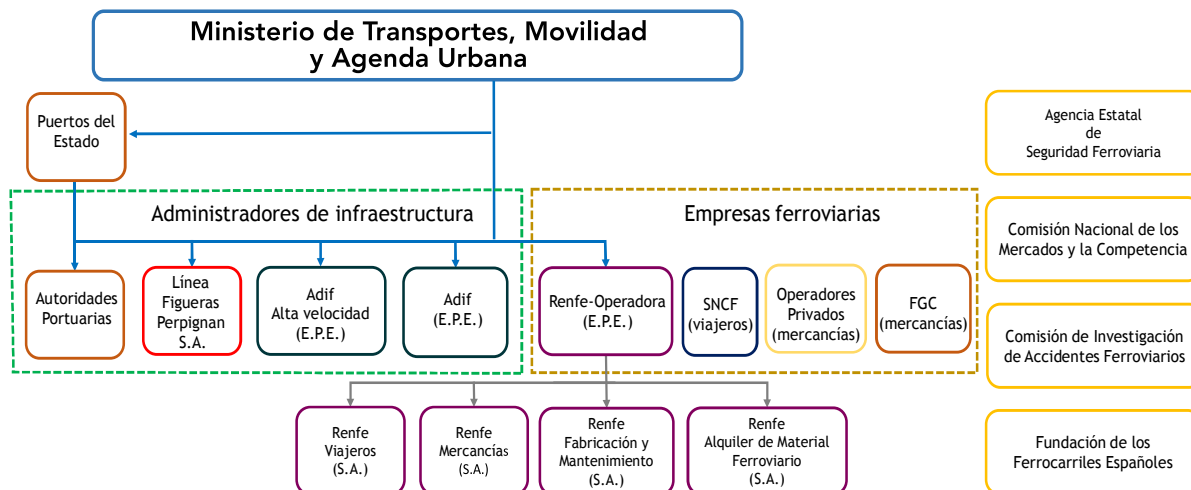 Ministerio de Transportes, Movilidad
y Agenda Urbana
Puertos del
Estado
Agencia Estatal
de
Seguridad Ferroviaria
Administradores de infraestructura
Empresas ferroviarias
Comisión Nacional de los
Mercados y la Competencia
Autoridades
Portuarias
Línea
Figueras
Perpignan
S.A.
Adif
Alta velocidad
(E.P.E.)
Adif
(E.P.E.)
Renfe-Operadora
(E.P.E.)
SNCF
(viajeros)
Operadores
Privados
(mercancías)
FGC
(mercancías)
Comisión de Investigación
de Accidentes Ferroviarios
Renfe
Viajeros
(S.A.)
Renfe
Mercancías
(S.A.)
Renfe
Fabricación y
Mantenimiento
(S.A.)
Renfe
Alquiler de Material
Ferroviario
(S.A.)
Fundación de los
Ferrocarriles Españoles